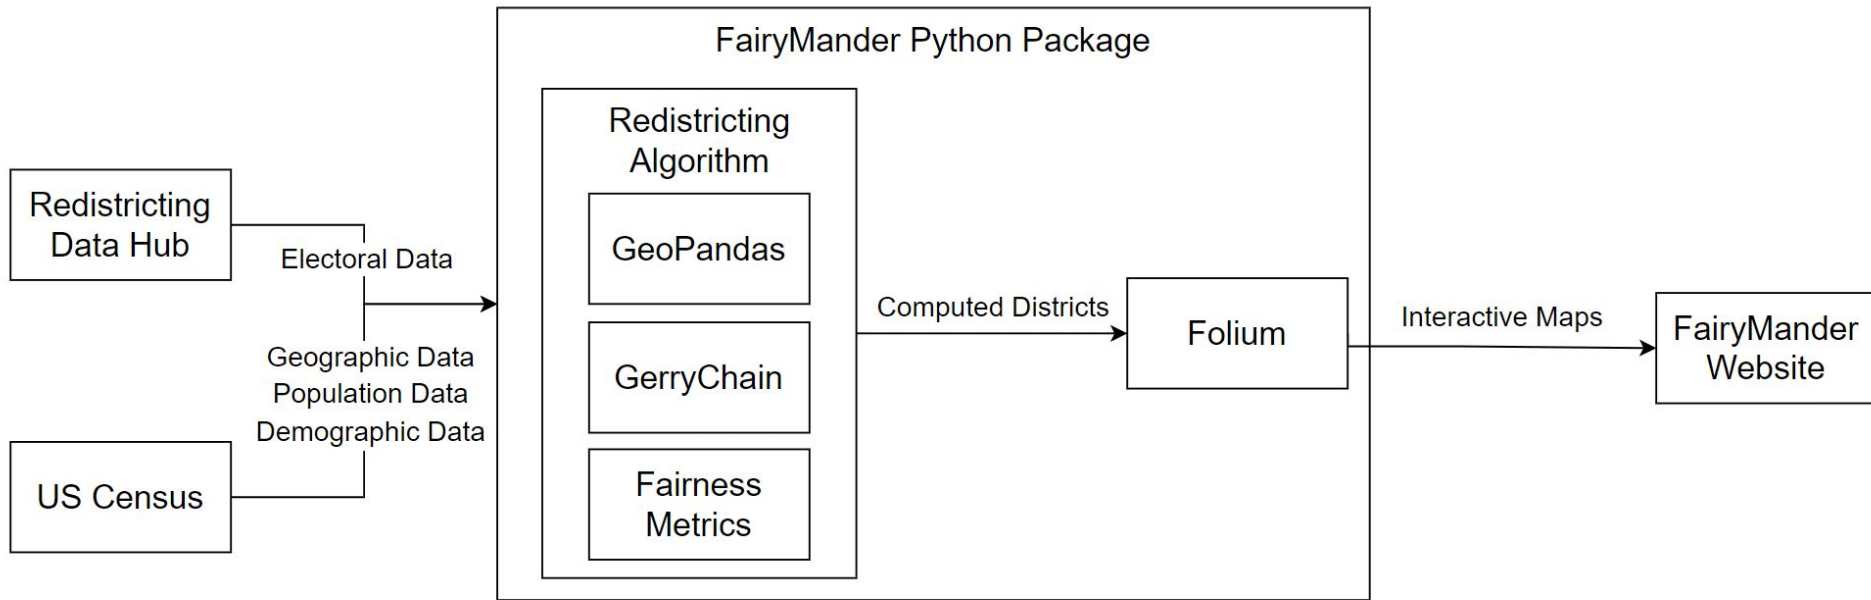 FairyMander Python Package
Redistricting
Algorithm
Redistricting
Data Hub
GeoPandas
Electoral Data
Computed Districts
Folium
Interactive Maps
FairyMander
Website
Geographic Data
Population Data
Demographic Data
GerryChain
US Census
Fairness
Metrics